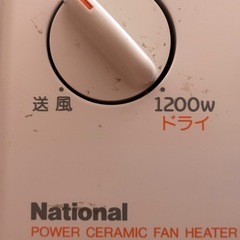 送風
1200w
ドライ
National
POWER CERAMIC FAN HEATER